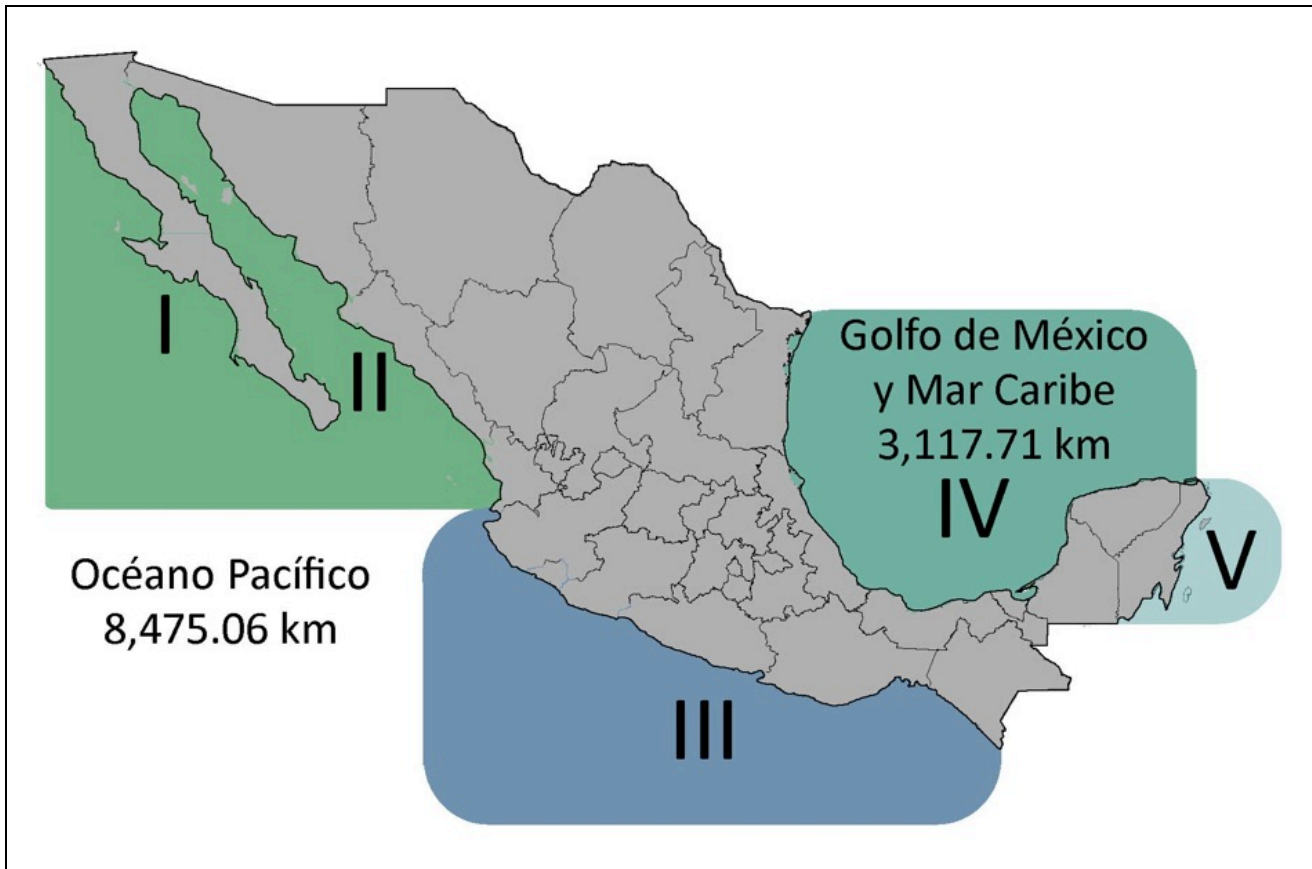 I
II
Golfo de México
y Mar Caribe
3,117.71 km
IV
V
Océano Pacífico
8,475.06 km
III